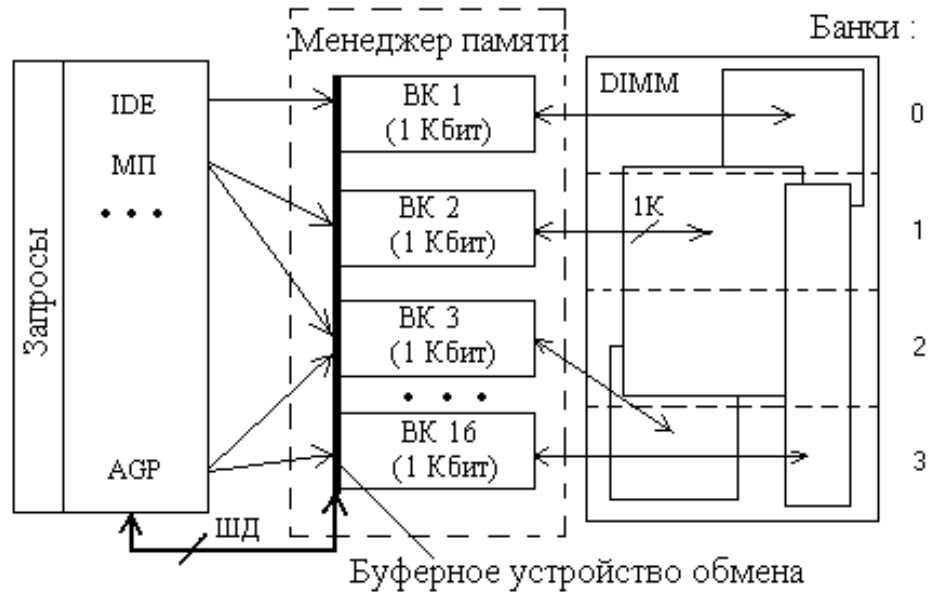 Банки :
Менеджер памяти
Запросы
IDE
МП
• • •
AGP
ВК 1
(1 Кбит)
ВК 2
(1 Кбит)
ВК 3
(1 Кбит)
• • •
ВК 16
(1 Кбит)
DIMM
1К
0
1
2
3
ШД
Буферное устройство обмена